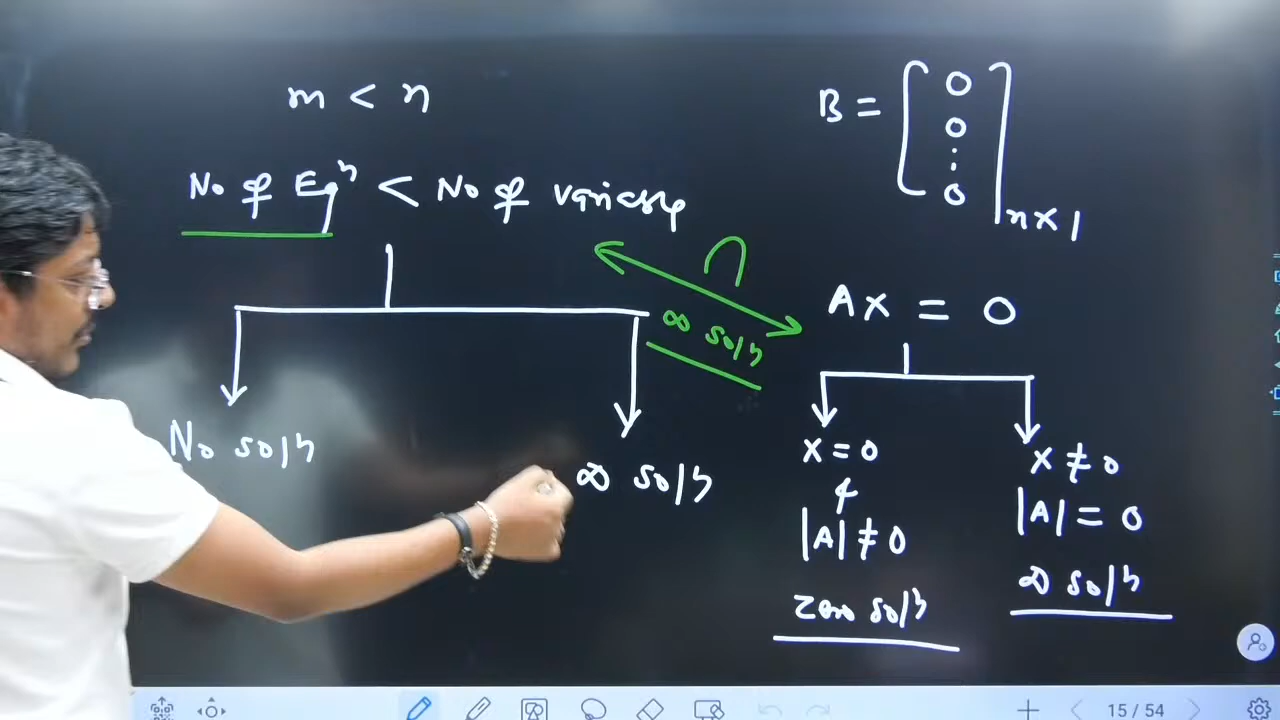 m < n
No of Eqⁿ < No of variable
No solⁿ
∞ solⁿ
∩
∞ solⁿ
B = [0 0 ⋮ 0] n×1
AX = 0
X = 0
&
|A| ≠ 0
Zero solⁿ
X ≠ 0
|A| = 0
∞ solⁿ
15 / 54